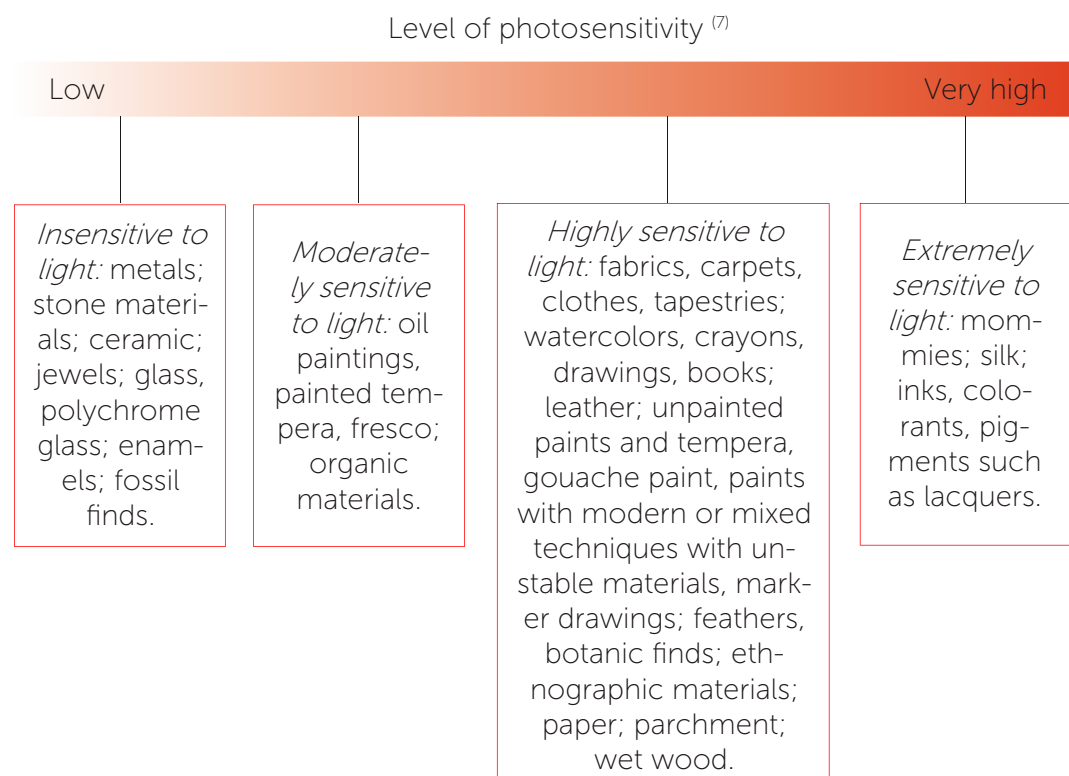 Level of photosensitivity (7)
Low
Very high
Insensitive to
light: metals;
stone materi-
als; ceramic;
jewels; glass,
polychrome
glass; enam-
els; fossil
finds.
Moderate-
ly sensitive
to light: oil
paintings,
painted tem-
pera, fresco;
organic
materials.
Highly sensitive to
light: fabrics, carpets,
clothes, tapestries;
watercolors, crayons,
drawings, books;
leather; unpainted
paints and tempera,
gouache paint, paints
with modern or mixed
techniques with un-
stable materials, mark-
er drawings; feathers,
botanic finds; eth-
nographic materials;
paper; parchment;
wet wood.
Extremely
sensitive to
light: mom-
mies; silk;
inks, colo-
rants, pig-
ments such
as lacquers.